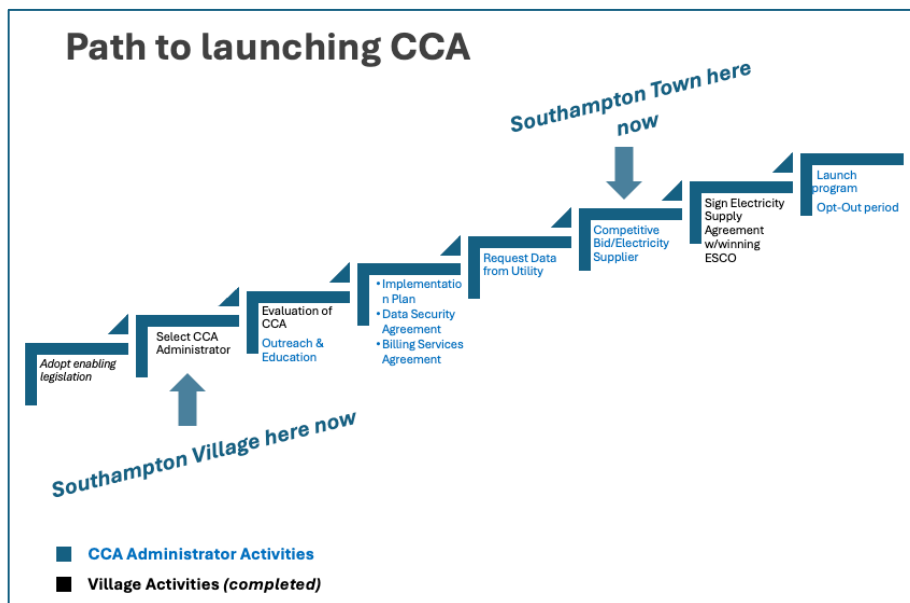 Path to launching CCA
Southampton Town here
now
Adopt enabling
legislation
Select CCA
Administrator
Evaluation of
CCA
Outreach &
Education
• Implementatio
n Plan
• Data Security
Agreement
• Billing Services
Agreement
Request Data
from Utility
Competitive
Bid/Electricity
Supplier
Sign Electricity
Supply
Agreement
w/winning
ESCO
Launch
program
Opt-Out period
Southampton Village here now
CCA Administrator Activities
Village Activities (completed)